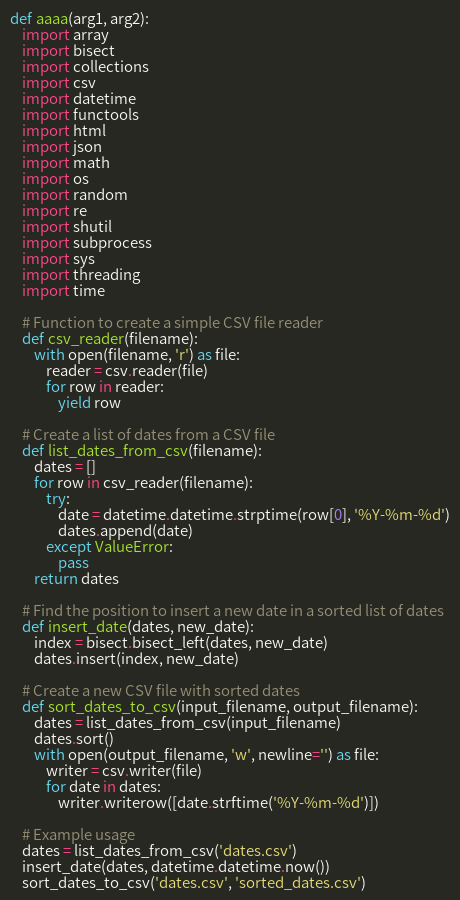 def aaaa(arg1, arg2):
    import array
    import bisect
    import collections
    import csv
    import datetime
    import functools
    import html
    import json
    import math
    import os
    import random
    import re
    import shutil
    import subprocess
    import sys
    import threading
    import time

    # Function to create a simple CSV file reader
    def csv_reader(filename):
        with open(filename, 'r') as file:
            reader = csv.reader(file)
            for row in reader:
                yield row

    # Create a list of dates from a CSV file
    def list_dates_from_csv(filename):
        dates = []
        for row in csv_reader(filename):
            try:
                date = datetime.datetime.strptime(row[0], '%Y-%m-%d')
                dates.append(date)
            except ValueError:
                pass
        return dates

    # Find the position to insert a new date in a sorted list of dates
    def insert_date(dates, new_date):
        index = bisect.bisect_left(dates, new_date)
        dates.insert(index, new_date)

    # Create a new CSV file with sorted dates
    def sort_dates_to_csv(input_filename, output_filename):
        dates = list_dates_from_csv(input_filename)
        dates.sort()
        with open(output_filename, 'w', newline='') as file:
            writer = csv.writer(file)
            for date in dates:
                writer.writerow([date.strftime('%Y-%m-%d')])

    # Example usage
    dates = list_dates_from_csv('dates.csv')
    insert_date(dates, datetime.datetime.now())
    sort_dates_to_csv('dates.csv', 'sorted_dates.csv')